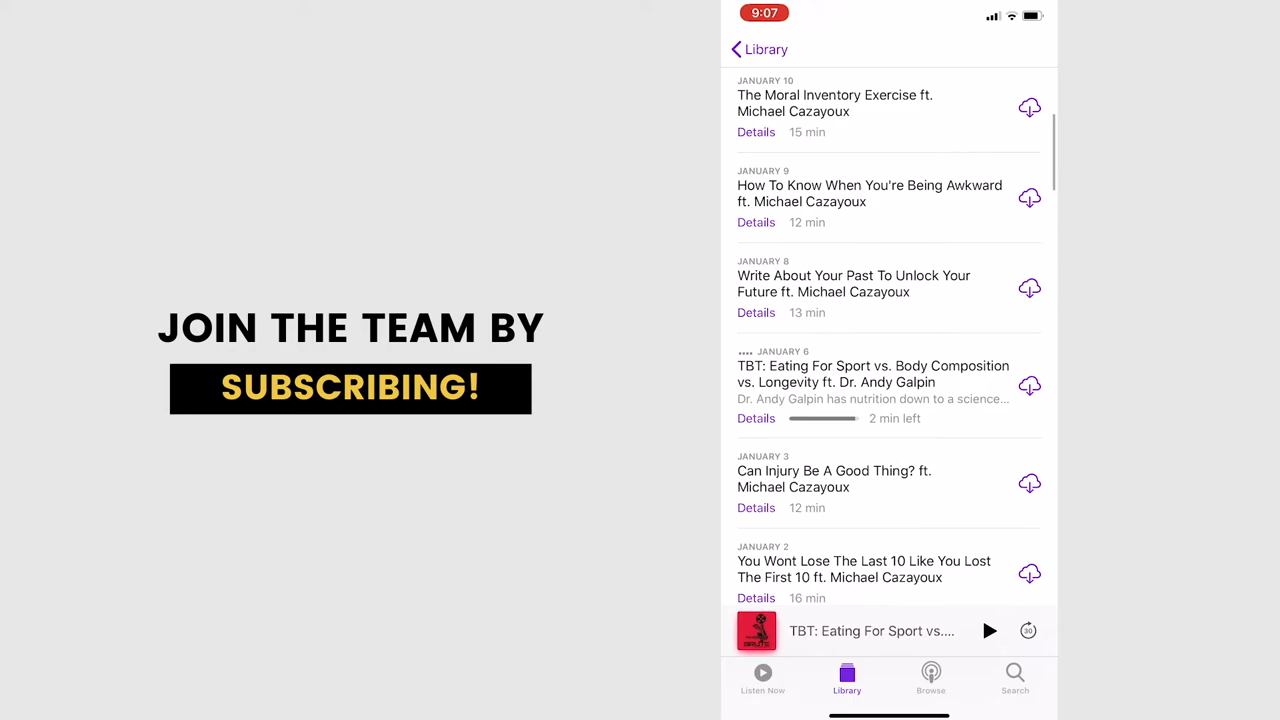 JOIN THE TEAM BY
SUBSCRIBING!
9:07
Library
JANUARY 10
The Moral Inventory Exercise ft.
Michael Cazayoux
Details 15 min
JANUARY 9
How To Know When You're Being Awkward
ft. Michael Cazayoux
Details 12 min
JANUARY 8
Write About Your Past To Unlock Your
Future ft. Michael Cazayoux
Details 13 min
JANUARY 6
TBT: Eating For Sport vs. Body Composition
vs. Longevity ft. Dr. Andy Galpin
Dr. Andy Galpin has nutrition down to a science...
Details 2 min left
JANUARY 3
Can Injury Be A Good Thing? ft.
Michael Cazayoux
Details 12 min
JANUARY 2
You Wont Lose The Last 10 Like You Lost
The First 10 ft. Michael Cazayoux
Details 16 min
TBT: Eating For Sport vs....
30
Listen Now Library Browse Search